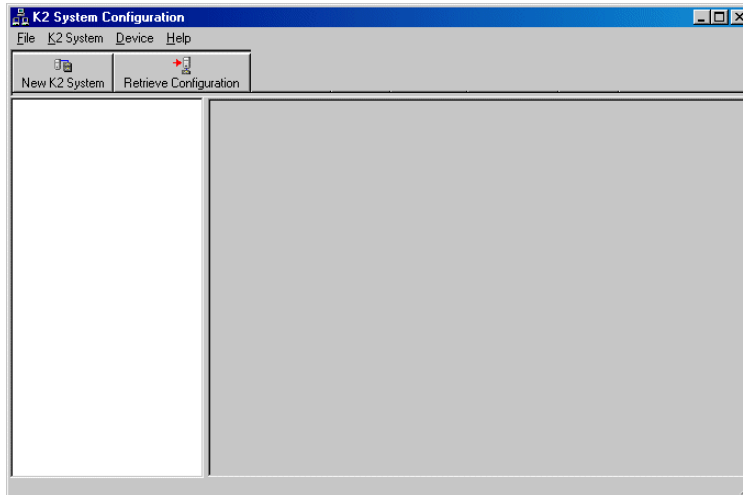 K2 System Configuration
File K2 System Device Help
New K2 System Retrieve Configuration